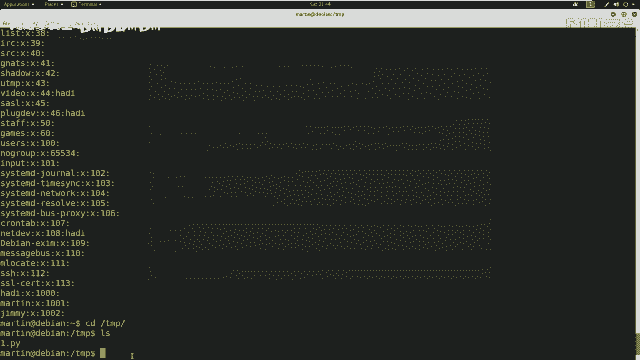 Applications Places Terminal
martin@debian:/tmp
list:x:38:
irc:x:39:
src:x:40:
gnats:x:41:
shadow:x:42:
utmp:x:43:
video:x:44:hadi
sasl:x:45:
plugdev:x:46:hadi
staff:x:50:
games:x:60:
users:x:100:
nogroup:x:65534:
input:x:101:
systemd-journal:x:102:
systemd-timesync:x:103:
systemd-network:x:104:
systemd-resolve:x:105:
systemd-bus-proxy:x:106:
crontab:x:107:
netdev:x:108:hadi
Debian-exim:x:109:
messagebus:x:110:
mlocate:x:111:
ssh:x:112:
ssl-cert:x:113:
hadi:x:1000:
martin:x:1001:
jimmy:x:1002:
martin@debian:~$ cd /tmp/
martin@debian:/tmp$ ls
1.py
martin@debian:/tmp$